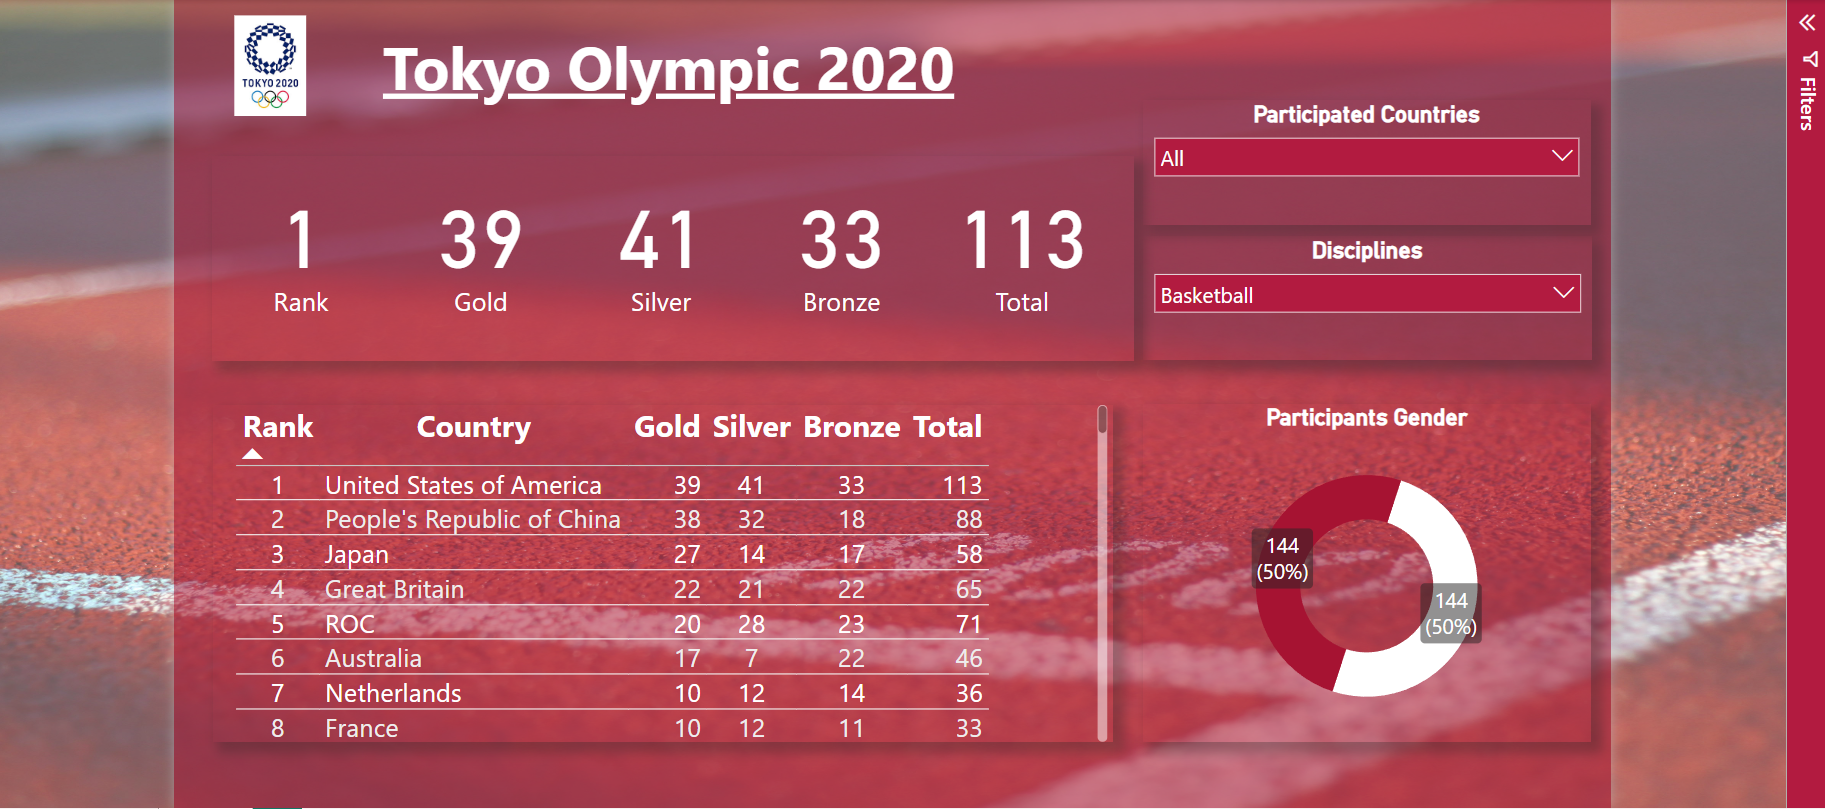 TOKYO 2020
Tokyo Olympic 2020
Filters
Participated Countries
All
1 39 41 33 113
Rank Gold Silver Bronze Total
Disciplines
Basketball
Rank Country Gold Silver Bronze Total
1 United States of America 39 41 33 113
2 People's Republic of China 38 32 18 88
3 Japan 27 14 17 58
4 Great Britain 22 21 22 65
5 ROC 20 28 23 71
6 Australia 17 7 22 46
7 Netherlands 10 12 14 36
8 France 10 12 11 33
Participants Gender
144
(50%)
144
(50%)